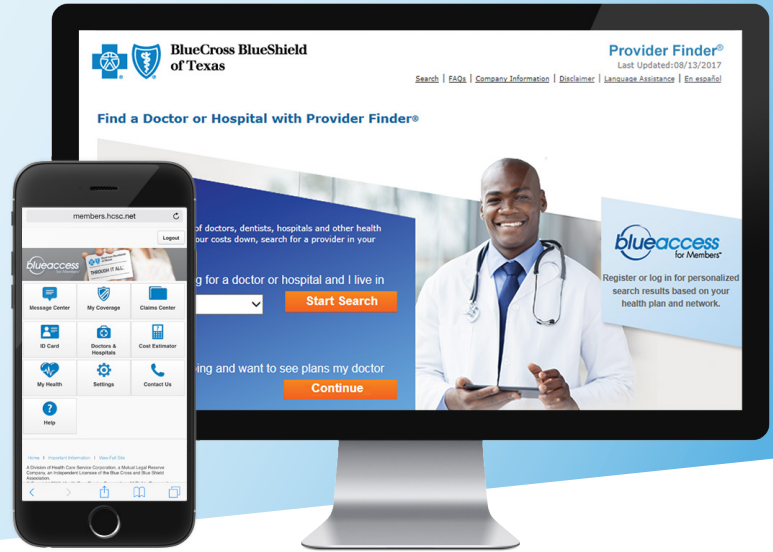 BlueCross BlueShield
of Texas
Provider Finder®
Last Updated:08/13/2017
Search | FAQs | Company Information | Disclaimer | Language Assistance | En español
Find a Doctor or Hospital with Provider Finder®
of doctors, dentists, hospitals and other health
our costs down, search for a provider in your
g for a doctor or hospital and I live in
Start Search
ing and want to see plans my doctor
Continue
blueaccess
for Members℠
Register or log in for personalized
search results based on your
health plan and network.
members.hcsc.net
Logout
blueaccess
for Members
THROUGH IT ALL.
Message Center
My Coverage
Claims Center
ID Card
Doctors &
Hospitals
Cost Estimator
My Health
Settings
Contact Us
?
Help
Home | Important Information | View Full Site
A Division of Health Care Service Corporation, a Mutual Legal Reserve
Company, an Independent Licensee of the Blue Cross and Blue Shield
Association.